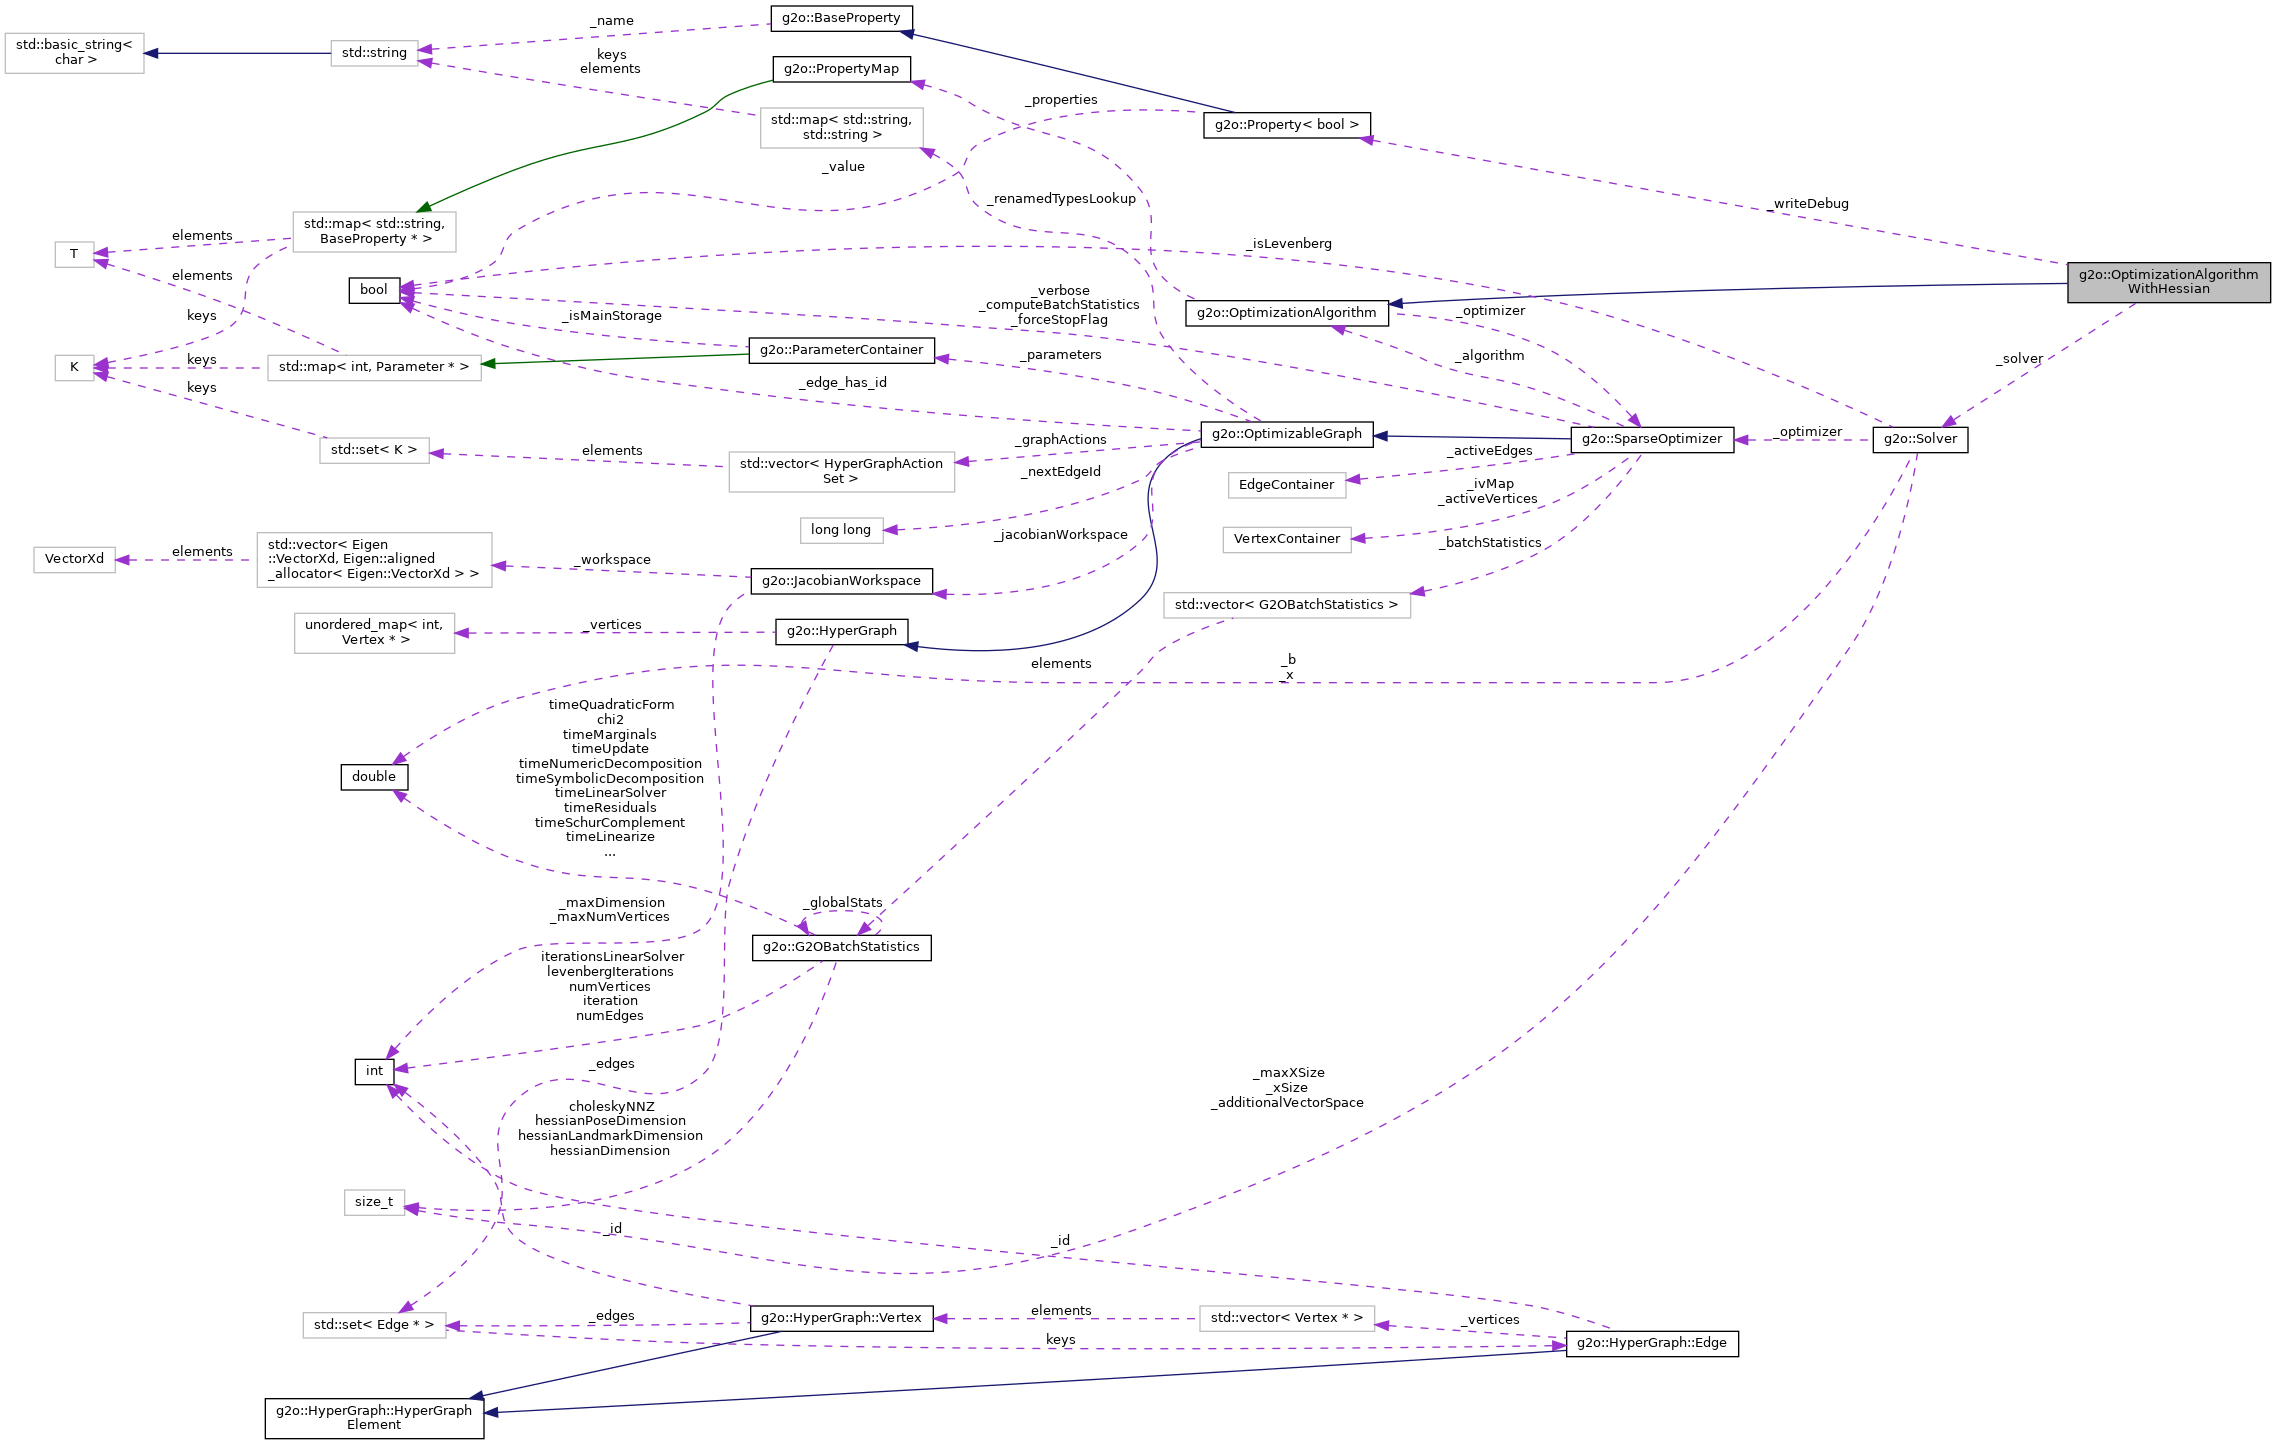 g2o::BaseProperty
_name
std::basic_string<
char >
std::string
keys
elements
g2o::PropertyMap
_properties
std::map< std::string,
std::string >
g2o::Property< bool >
_value
_renamedTypesLookup
_writeDebug
std::map< std::string,
BaseProperty * >
elements
T
_isLevenberg
elements
g2o::OptimizationAlgorithm
WithHessian
bool
_verbose
_computeBatchStatistics
_forceStopFlag
keys
_isMainStorage
g2o::OptimizationAlgorithm
_optimizer
g2o::ParameterContainer
_parameters
_algorithm
_solver
keys
K
std::map< int, Parameter * >
_edge_has_id
keys
g2o::OptimizableGraph
g2o::SparseOptimizer
_optimizer
g2o::Solver
_graphActions
std::set< K >
elements
_activeEdges
std::vector< HyperGraphAction
Set >
_nextEdgeId
EdgeContainer
_ivMap
_activeVertices
long long
_jacobianWorkspace
VertexContainer
_batchStatistics
std::vector< Eigen
::VectorXd, Eigen::aligned
_allocator< Eigen::VectorXd > >
VectorXd
elements
_workspace
g2o::JacobianWorkspace
std::vector< G2OBatchStatistics >
unordered_map< int,
Vertex * >
_vertices
g2o::HyperGraph
elements
_b
_x
timeQuadraticForm
chi2
timeMarginals
timeUpdate
timeNumericDecomposition
timeSymbolicDecomposition
timeLinearSolver
timeResiduals
timeSchurComplement
timeLinearize
...
double
_maxDimension
_maxNumVertices
_globalStats
g2o::G2OBatchStatistics
iterationsLinearSolver
levenbergIterations
numVertices
iteration
numEdges
int
_edges
_maxXSize
_xSize
_additionalVectorSpace
choleskyNNZ
hessianPoseDimension
hessianLandmarkDimension
hessianDimension
size_t
_id
_id
std::set< Edge * >
_edges
g2o::HyperGraph::Vertex
elements
std::vector< Vertex * >
_vertices
keys
g2o::HyperGraph::Edge
g2o::HyperGraph::HyperGraph
Element